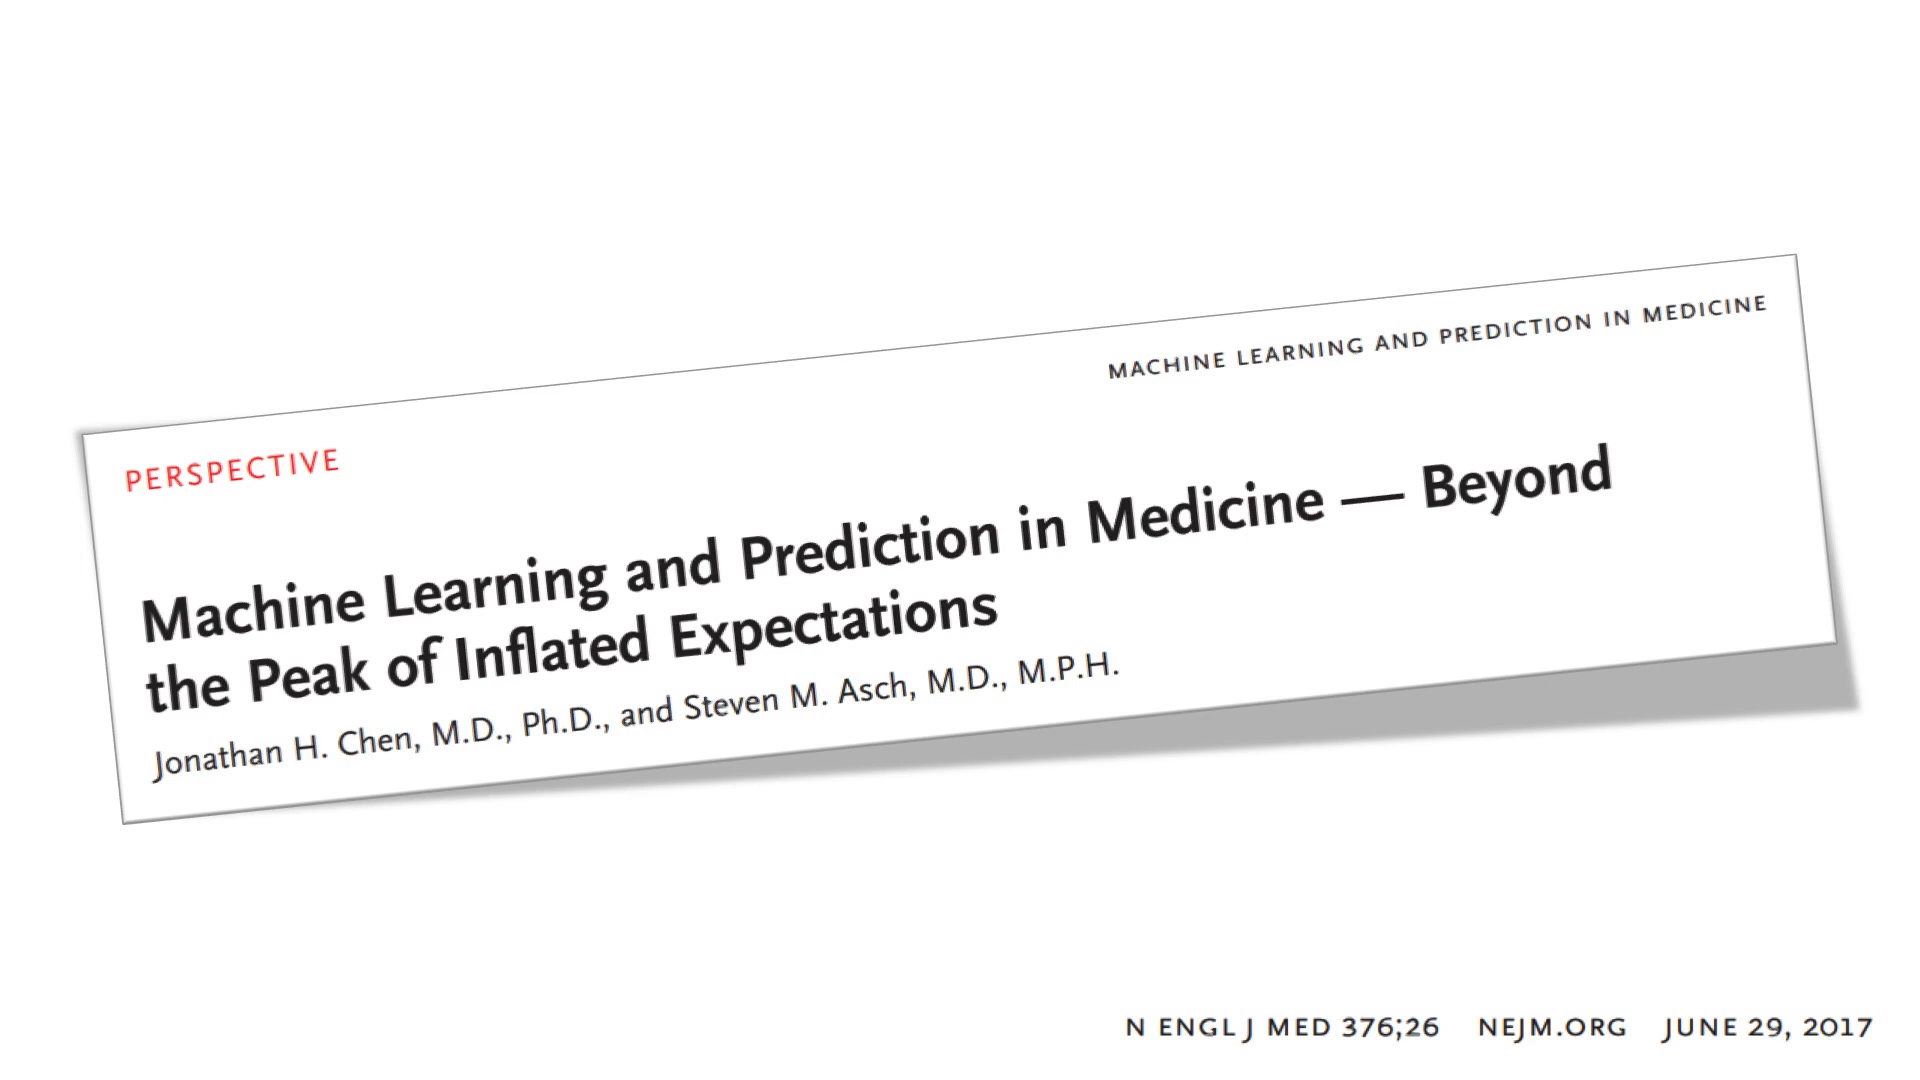 MACHINE LEARNING AND PREDICTION IN MEDICINE
PERSPECTIVE
Machine Learning and Prediction in Medicine — Beyond
the Peak of Inflated Expectations
Jonathan H. Chen, M.D., Ph.D., and Steven M. Asch, M.D., M.P.H.
N ENGL J MED 376;26 NEJM.ORG JUNE 29, 2017